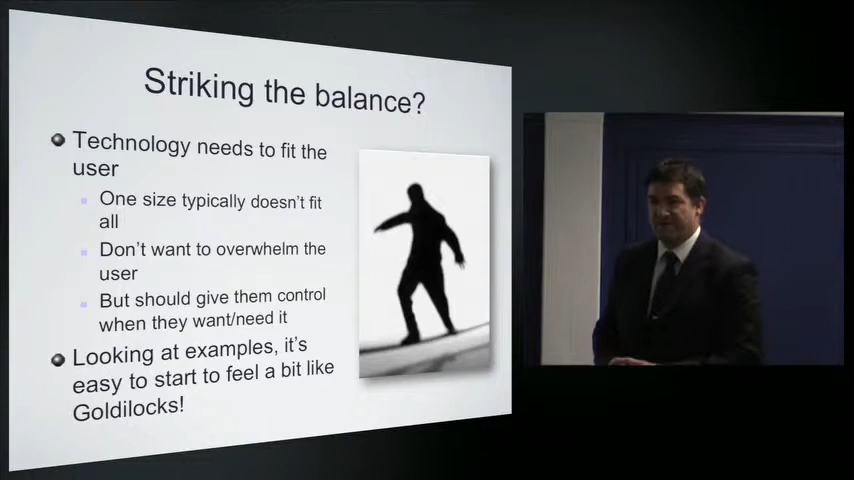 Striking the balance?
Technology needs to fit the
user
One size typically doesn't fit
all
Don't want to overwhelm the
user
But should give them control
when they want/need it
Looking at examples, it's
easy to start to feel a bit like
Goldilocks!